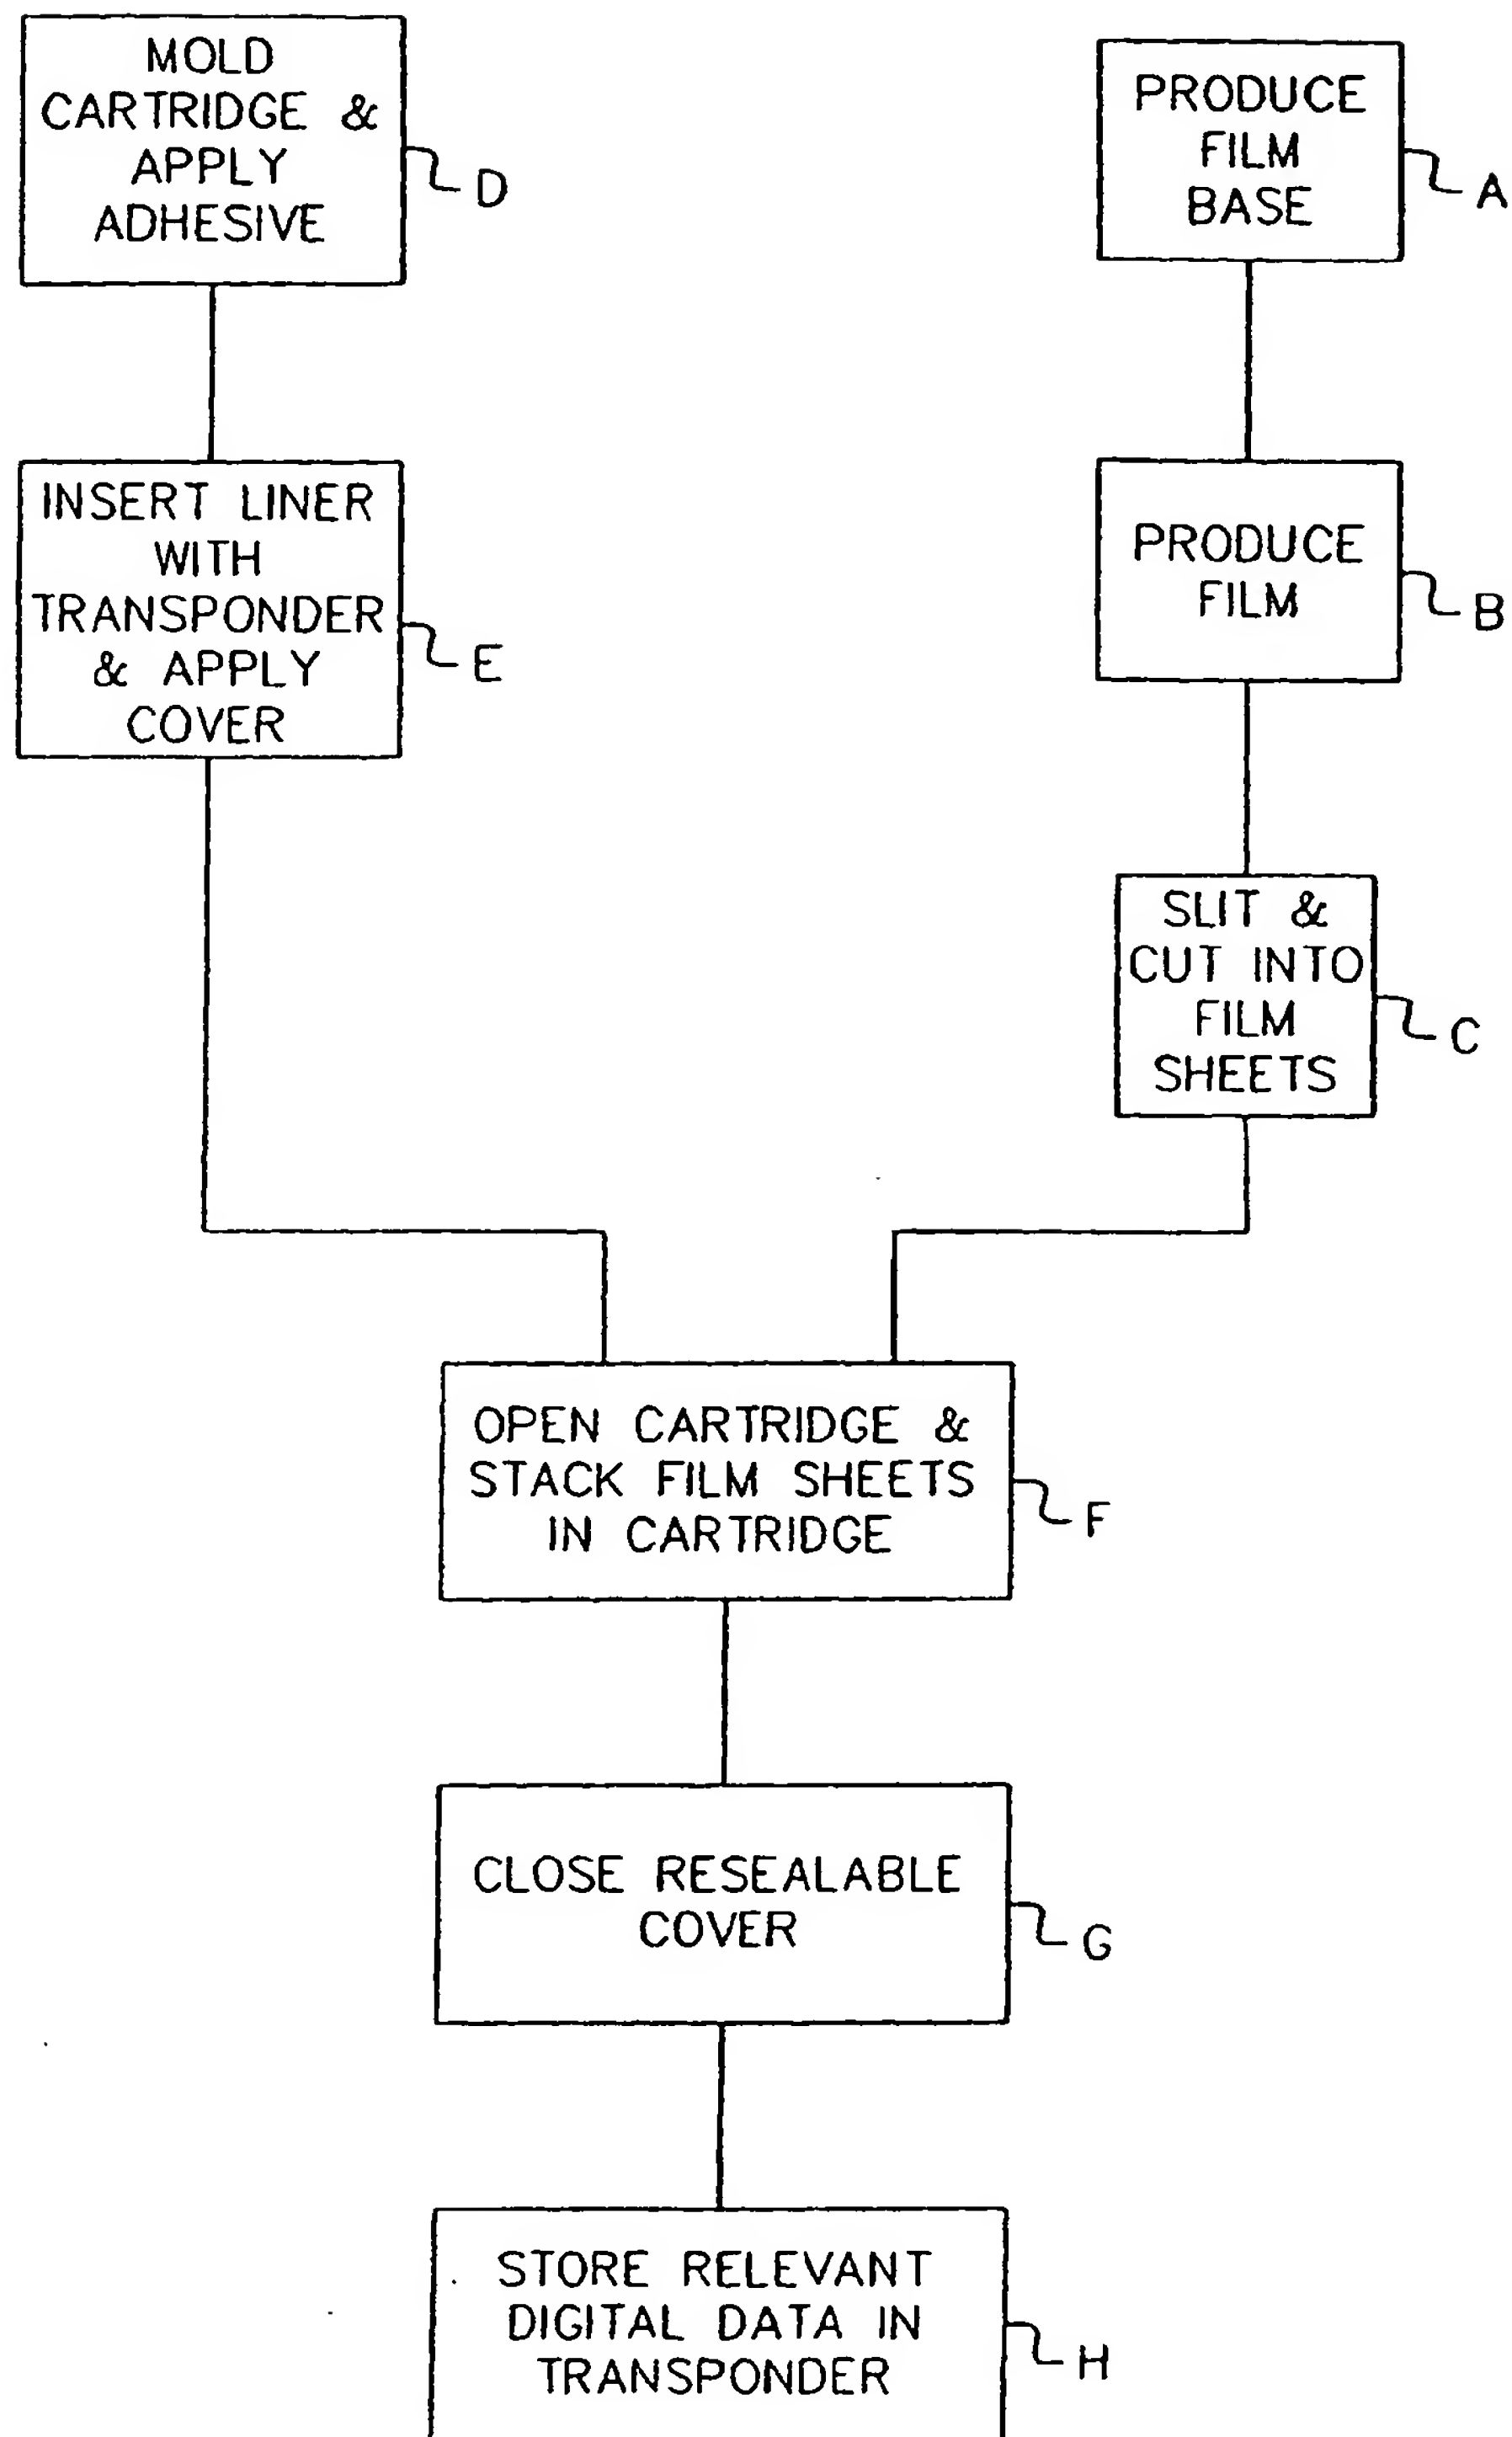 MOLD
CARTRIDGE &
APPLY
ADHESIVE
D
INSERT LINER
WITH
TRANSPONDER
& APPLY
COVER
E
PRODUCE
FILM
BASE
A
PRODUCE
FILM
B
SLIT &
CUT INTO
FILM
SHEETS
C
OPEN CARTRIDGE &
STACK FILM SHEETS
IN CARTRIDGE
F
CLOSE RESEALABLE
COVER
G
STORE RELEVANT
DIGITAL DATA IN
TRANSPONDER
H